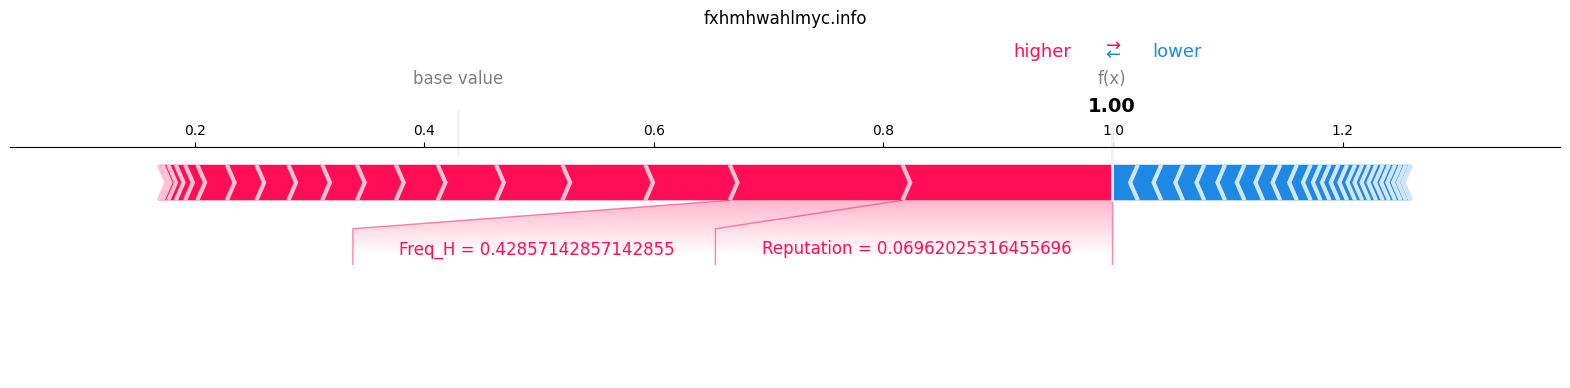 fxhmhwahlmyc.info
higher ⇄ lower
base value f(x)
1.00
0.2 0.4 0.6 0.8 1.0 1.2
Freq_H = 0.42857142857142855 Reputation = 0.06962025316455696